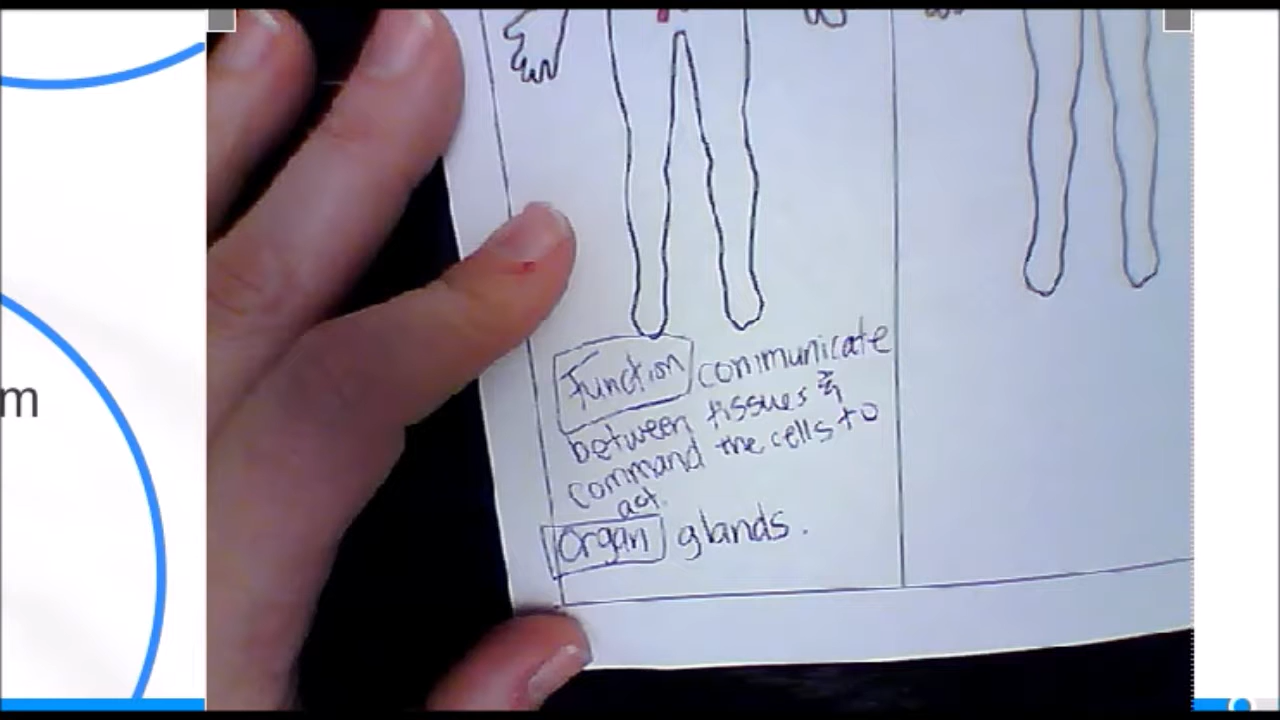 m
Function communicate
between tissues &
command the cells to
act.
Organ glands.